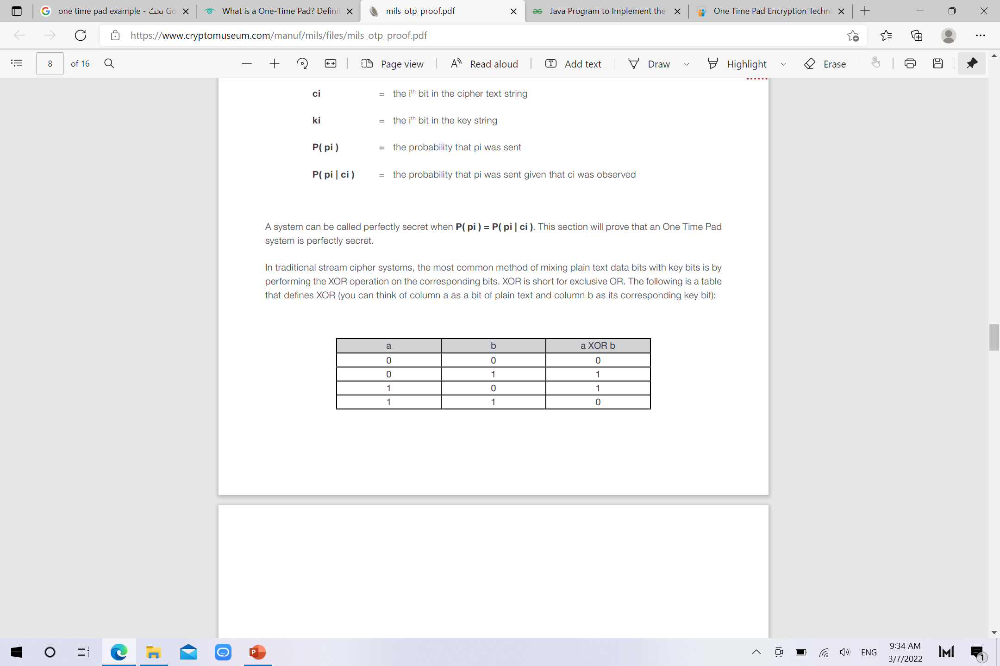 one time pad example - بحث Go
What is a One-Time Pad? Definit
mils_otp_proof.pdf
Java Program to Implement the
One Time Pad Encryption Techni
https://www.cryptomuseum.com/manuf/mils/files/mils_otp_proof.pdf
8 of 16
Page view
Read aloud
Add text
Draw
Highlight
Erase
ci = the ith bit in the cipher text string
ki = the ith bit in the key string
P( pi ) = the probability that pi was sent
P( pi | ci ) = the probability that pi was sent given that ci was observed
A system can be called perfectly secret when P( pi ) = P( pi | ci ). This section will prove that an One Time Pad
system is perfectly secret.
In traditional stream cipher systems, the most common method of mixing plain text data bits with key bits is by
performing the XOR operation on the corresponding bits. XOR is short for exclusive OR. The following is a table
that defines XOR (you can think of column a as a bit of plain text and column b as its corresponding key bit):
a b a XOR b
0 0 0
0 1 1
1 0 1
1 1 0
ENG
9:34 AM
3/7/2022
1